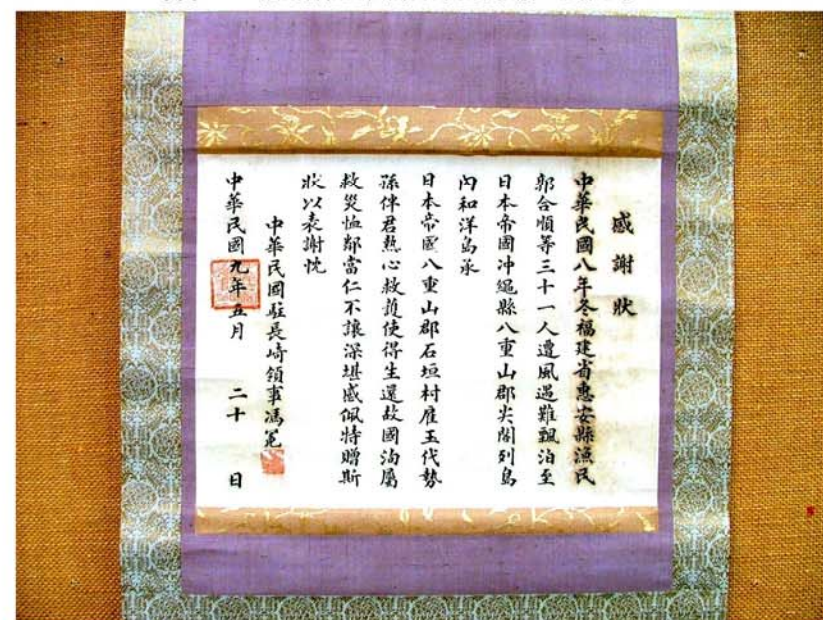 感謝狀
中華民國八年冬福建省惠安縣漁民
郭合順等三十一人遭風遇難飄泊至
日本帝國沖繩縣八重山郡尖閣列島
內和洋島承
日本帝國八重山郡石垣村雇玉代勢
孫伴君熱心救護使得生還故國洵屬
救災恤鄰當仁不讓深堪感佩特贈斯
狀以表謝忱
中華民國駐長崎領事馮冕
中華民國九年五月二十日